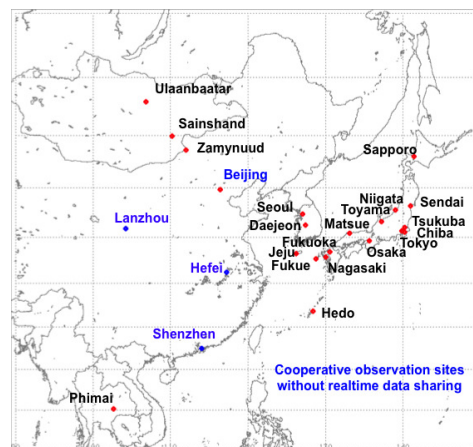 Ulaanbaatar
Sainshand
Zamynuud
Sapporo
Beijing
Niigata
Sendai
Seoul
Toyama
Lanzhou
Tsukuba
Daejeon
Matsue
Chiba
Fukuoka
Tokyo
Jeju
Osaka
Hefei
Fukue
Nagasaki
Hedo
Shenzhen
Cooperative observation sites
without realtime data sharing
Phimai